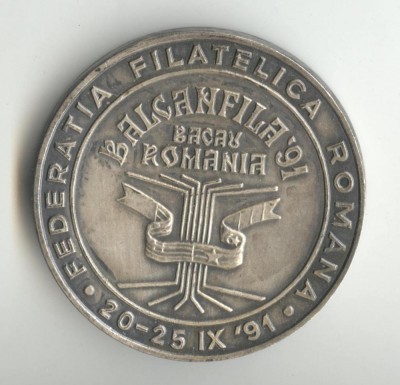 FEDERATIA FILATELICA ROMANA
BALCANFILA '91
BACAU
ROMANIA
20-25 IX '91